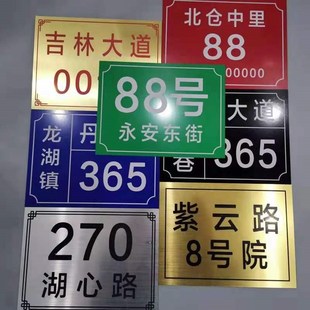 吉林大道
00
北仓中里
88
00000
88号
永安东街
龙湖镇
丹
365
大道
巷
365
270
湖心路
紫云路
8号院